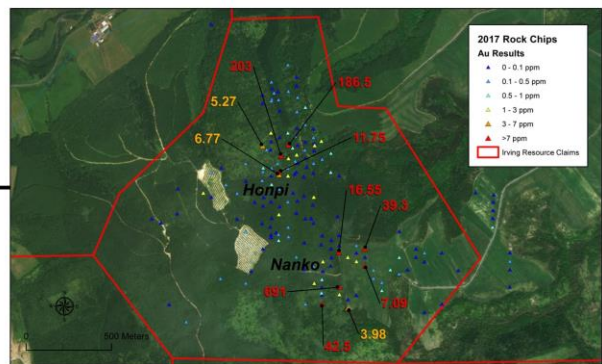 2017 Rock Chips
Au Results
0 - 0.1 ppm
0.1 - 0.5 ppm
0.5 - 1 ppm
1 - 3 ppm
3 - 7 ppm
>7 ppm
Irving Resource Claims
203
186.5
5.27
6.77
11.75
Honpi
16.55
39.3
Nanko
691
7.09
42.5
3.98
0
500 Meters